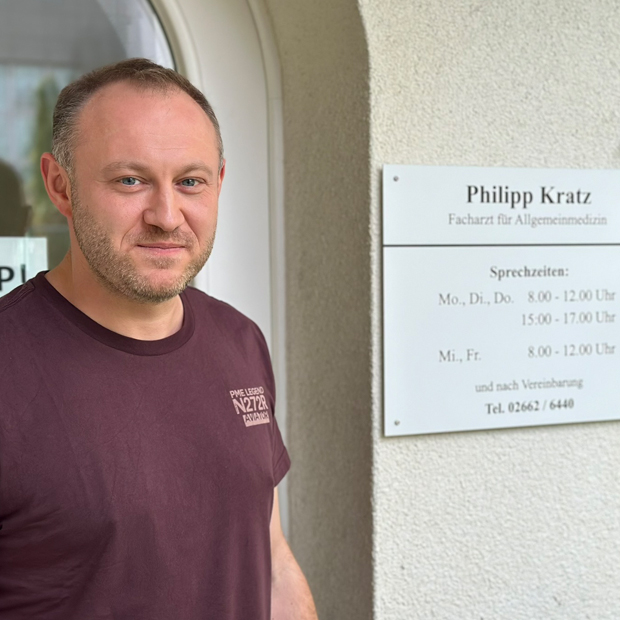 P
PME LEGEND
N272R
Philipp Kratz
Facharzt für Allgemeinmedizin
Sprechzeiten:
Mo., Di., Do. 8.00 - 12.00 Uhr
15:00 - 17.00 Uhr
Mi., Fr. 8.00 - 12.00 Uhr
und nach Vereinbarung
Tel. 02662 / 6440